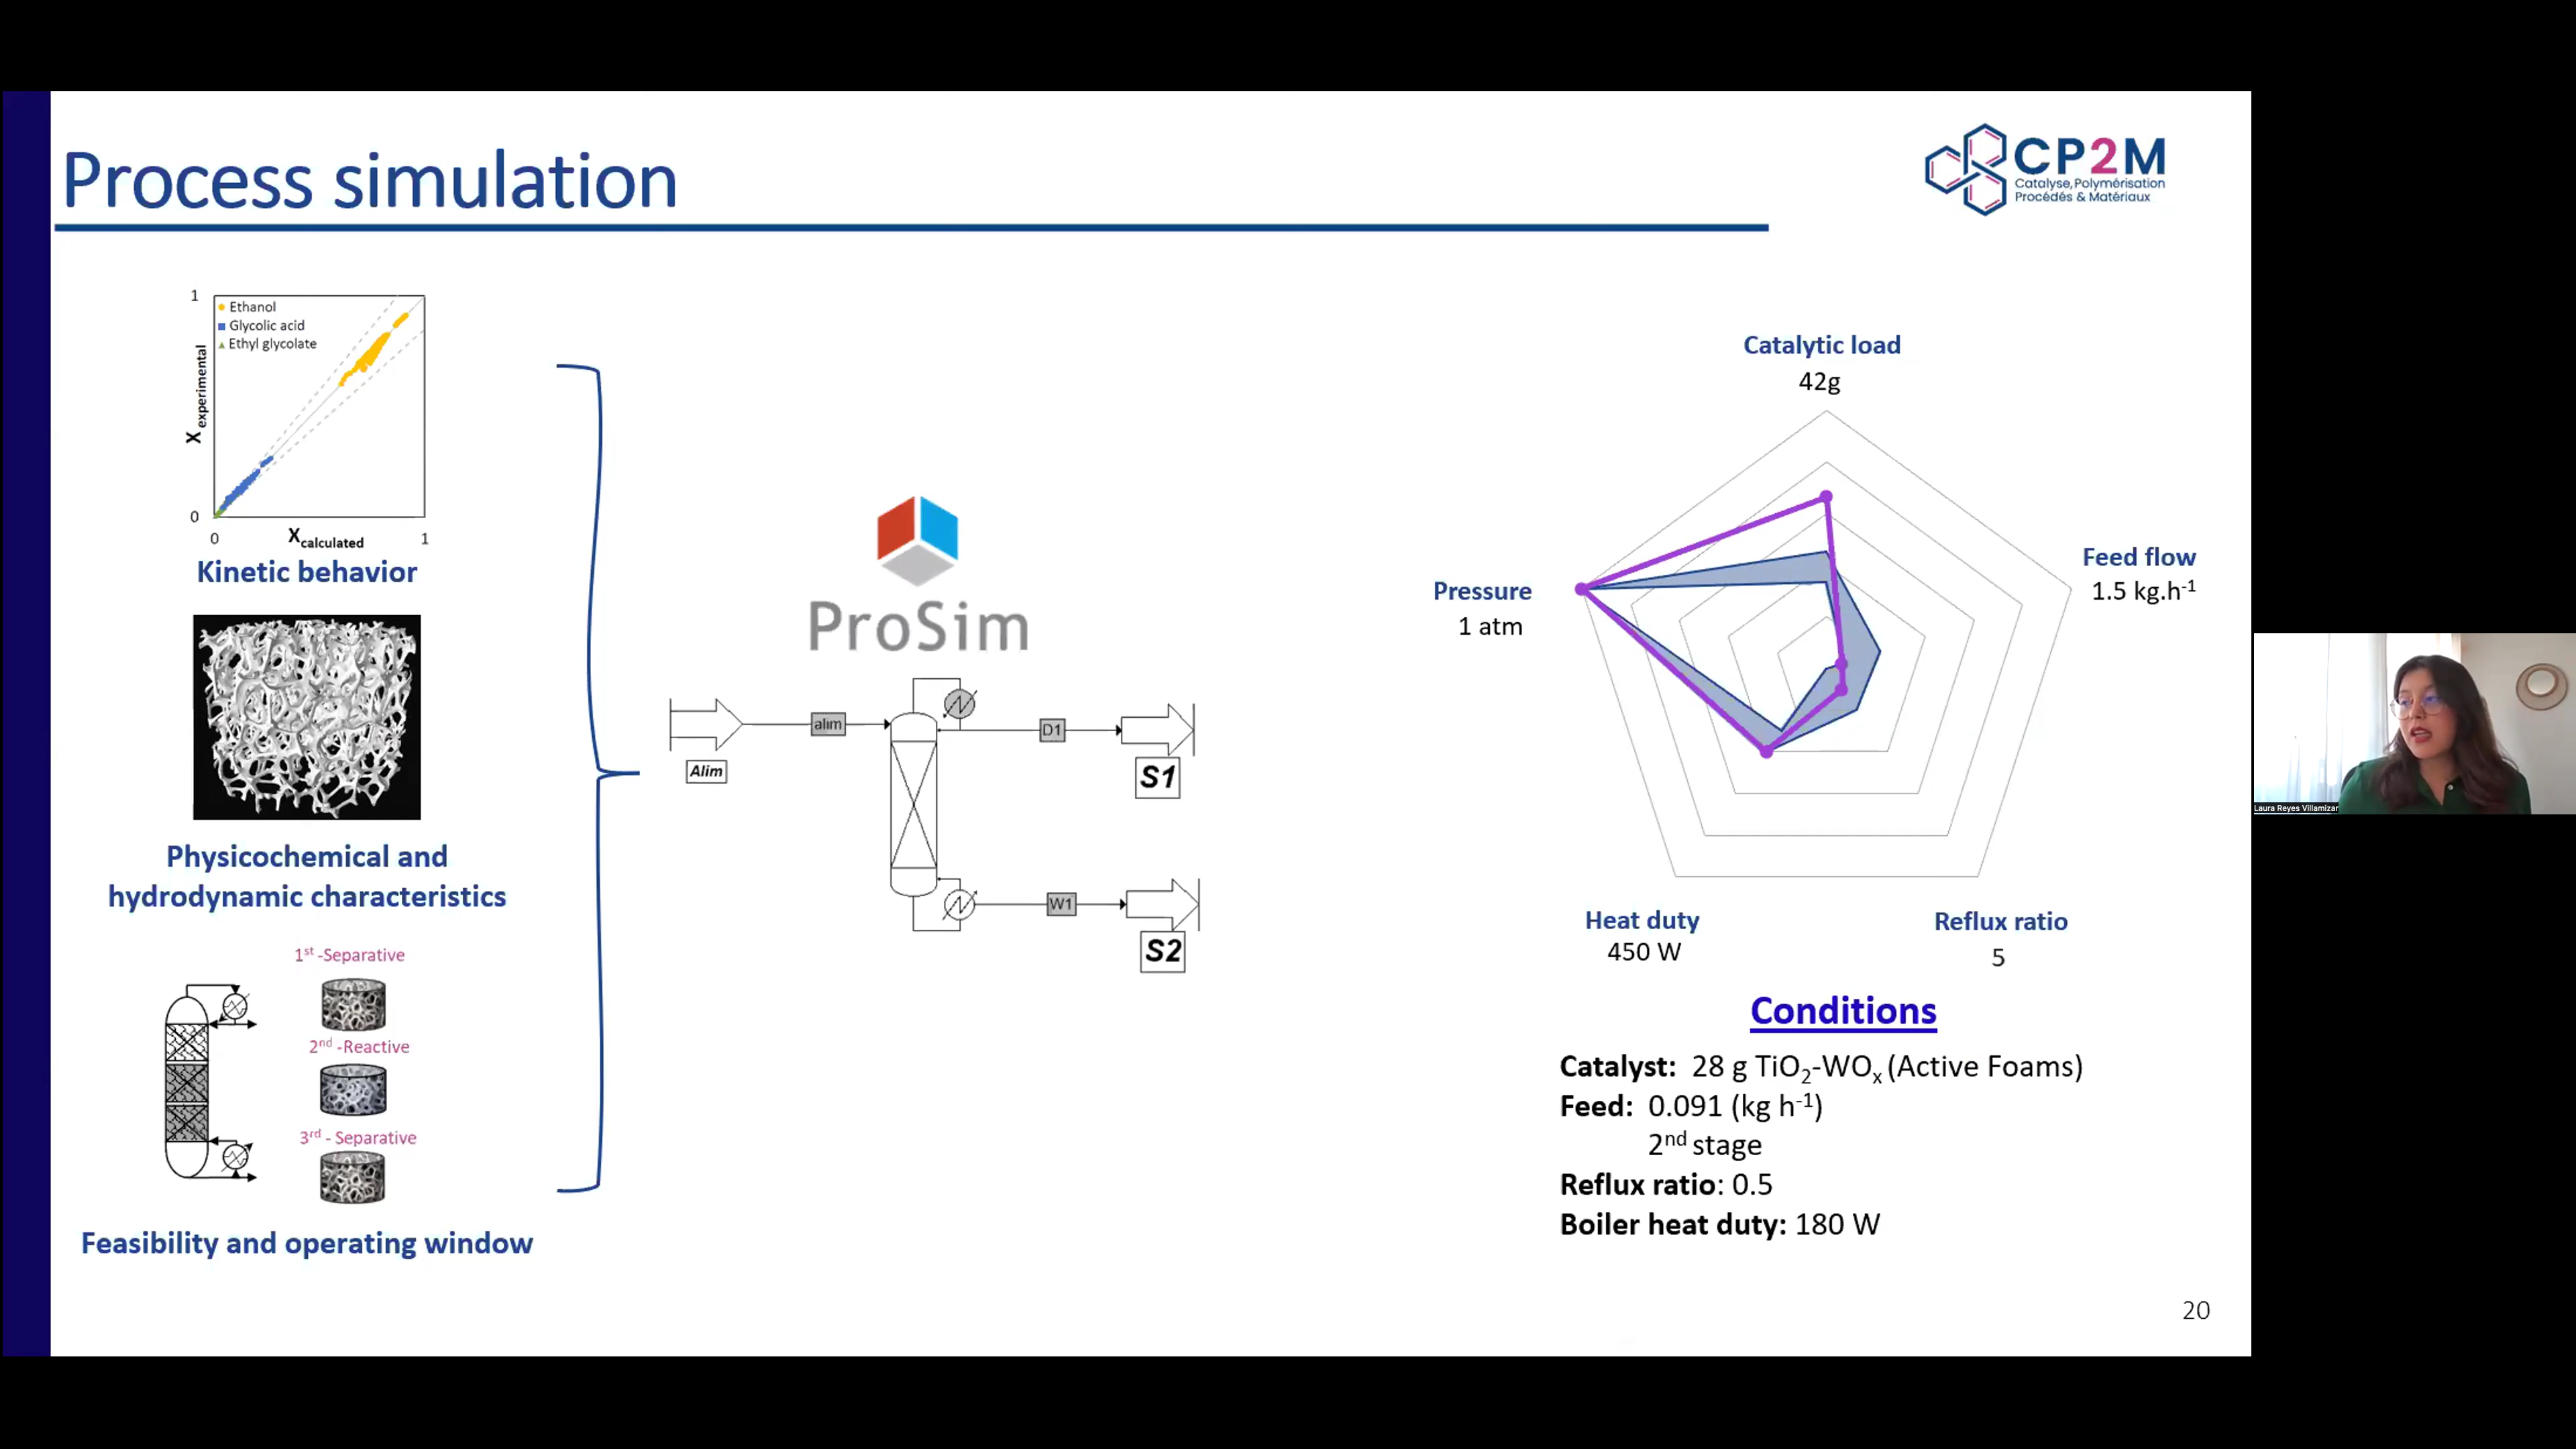 Process simulation
CP2M
Catalyse, Polymérisation
Procédés & Matériaux
1
Ethanol
Glycolic acid
Ethyl glycolate
X experimental
0
0
X calculated
1
Kinetic behavior
Physicochemical and
hydrodynamic characteristics
1st -Separative
2nd -Reactive
3rd - Separative
Feasibility and operating window
ProSim
alim
Alim
D1
S1
W1
S2
Catalytic load
42g
Feed flow
1.5 kg.h-1
Pressure
1 atm
Heat duty
450 W
Reflux ratio
5
Conditions
Catalyst: 28 g TiO2-WOx (Active Foams)
Feed: 0.091 (kg h-1)
2nd stage
Reflux ratio: 0.5
Boiler heat duty: 180 W
20
Laura Reyes Villamizar